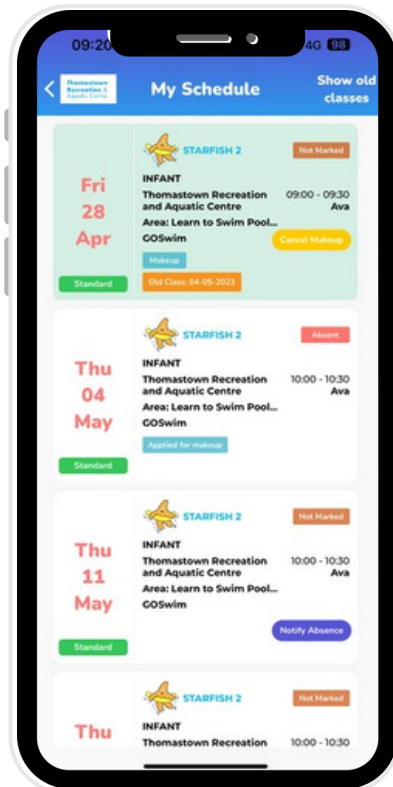 09:20
4G 98
Thomastown
Recreation &
Aquatic Centre
My Schedule
Show old
classes
Fri
28
Apr
Standard
STARFISH 2
Not Marked
INFANT
Thomastown Recreation
and Aquatic Centre
09:00 - 09:30
Ava
Area: Learn to Swim Pool...
GOSwim
Cancel Makeup
Makeup
Old Class: 04-05-2023
Thu
04
May
Standard
STARFISH 2
Absent
INFANT
Thomastown Recreation
and Aquatic Centre
10:00 - 10:30
Ava
Area: Learn to Swim Pool...
GOSwim
Applied for makeup
Thu
11
May
Standard
STARFISH 2
Not Marked
INFANT
Thomastown Recreation
and Aquatic Centre
10:00 - 10:30
Ava
Area: Learn to Swim Pool...
GOSwim
Notify Absence
Thu
STARFISH 2
Not Marked
INFANT
Thomastown Recreation
10:00 - 10:30